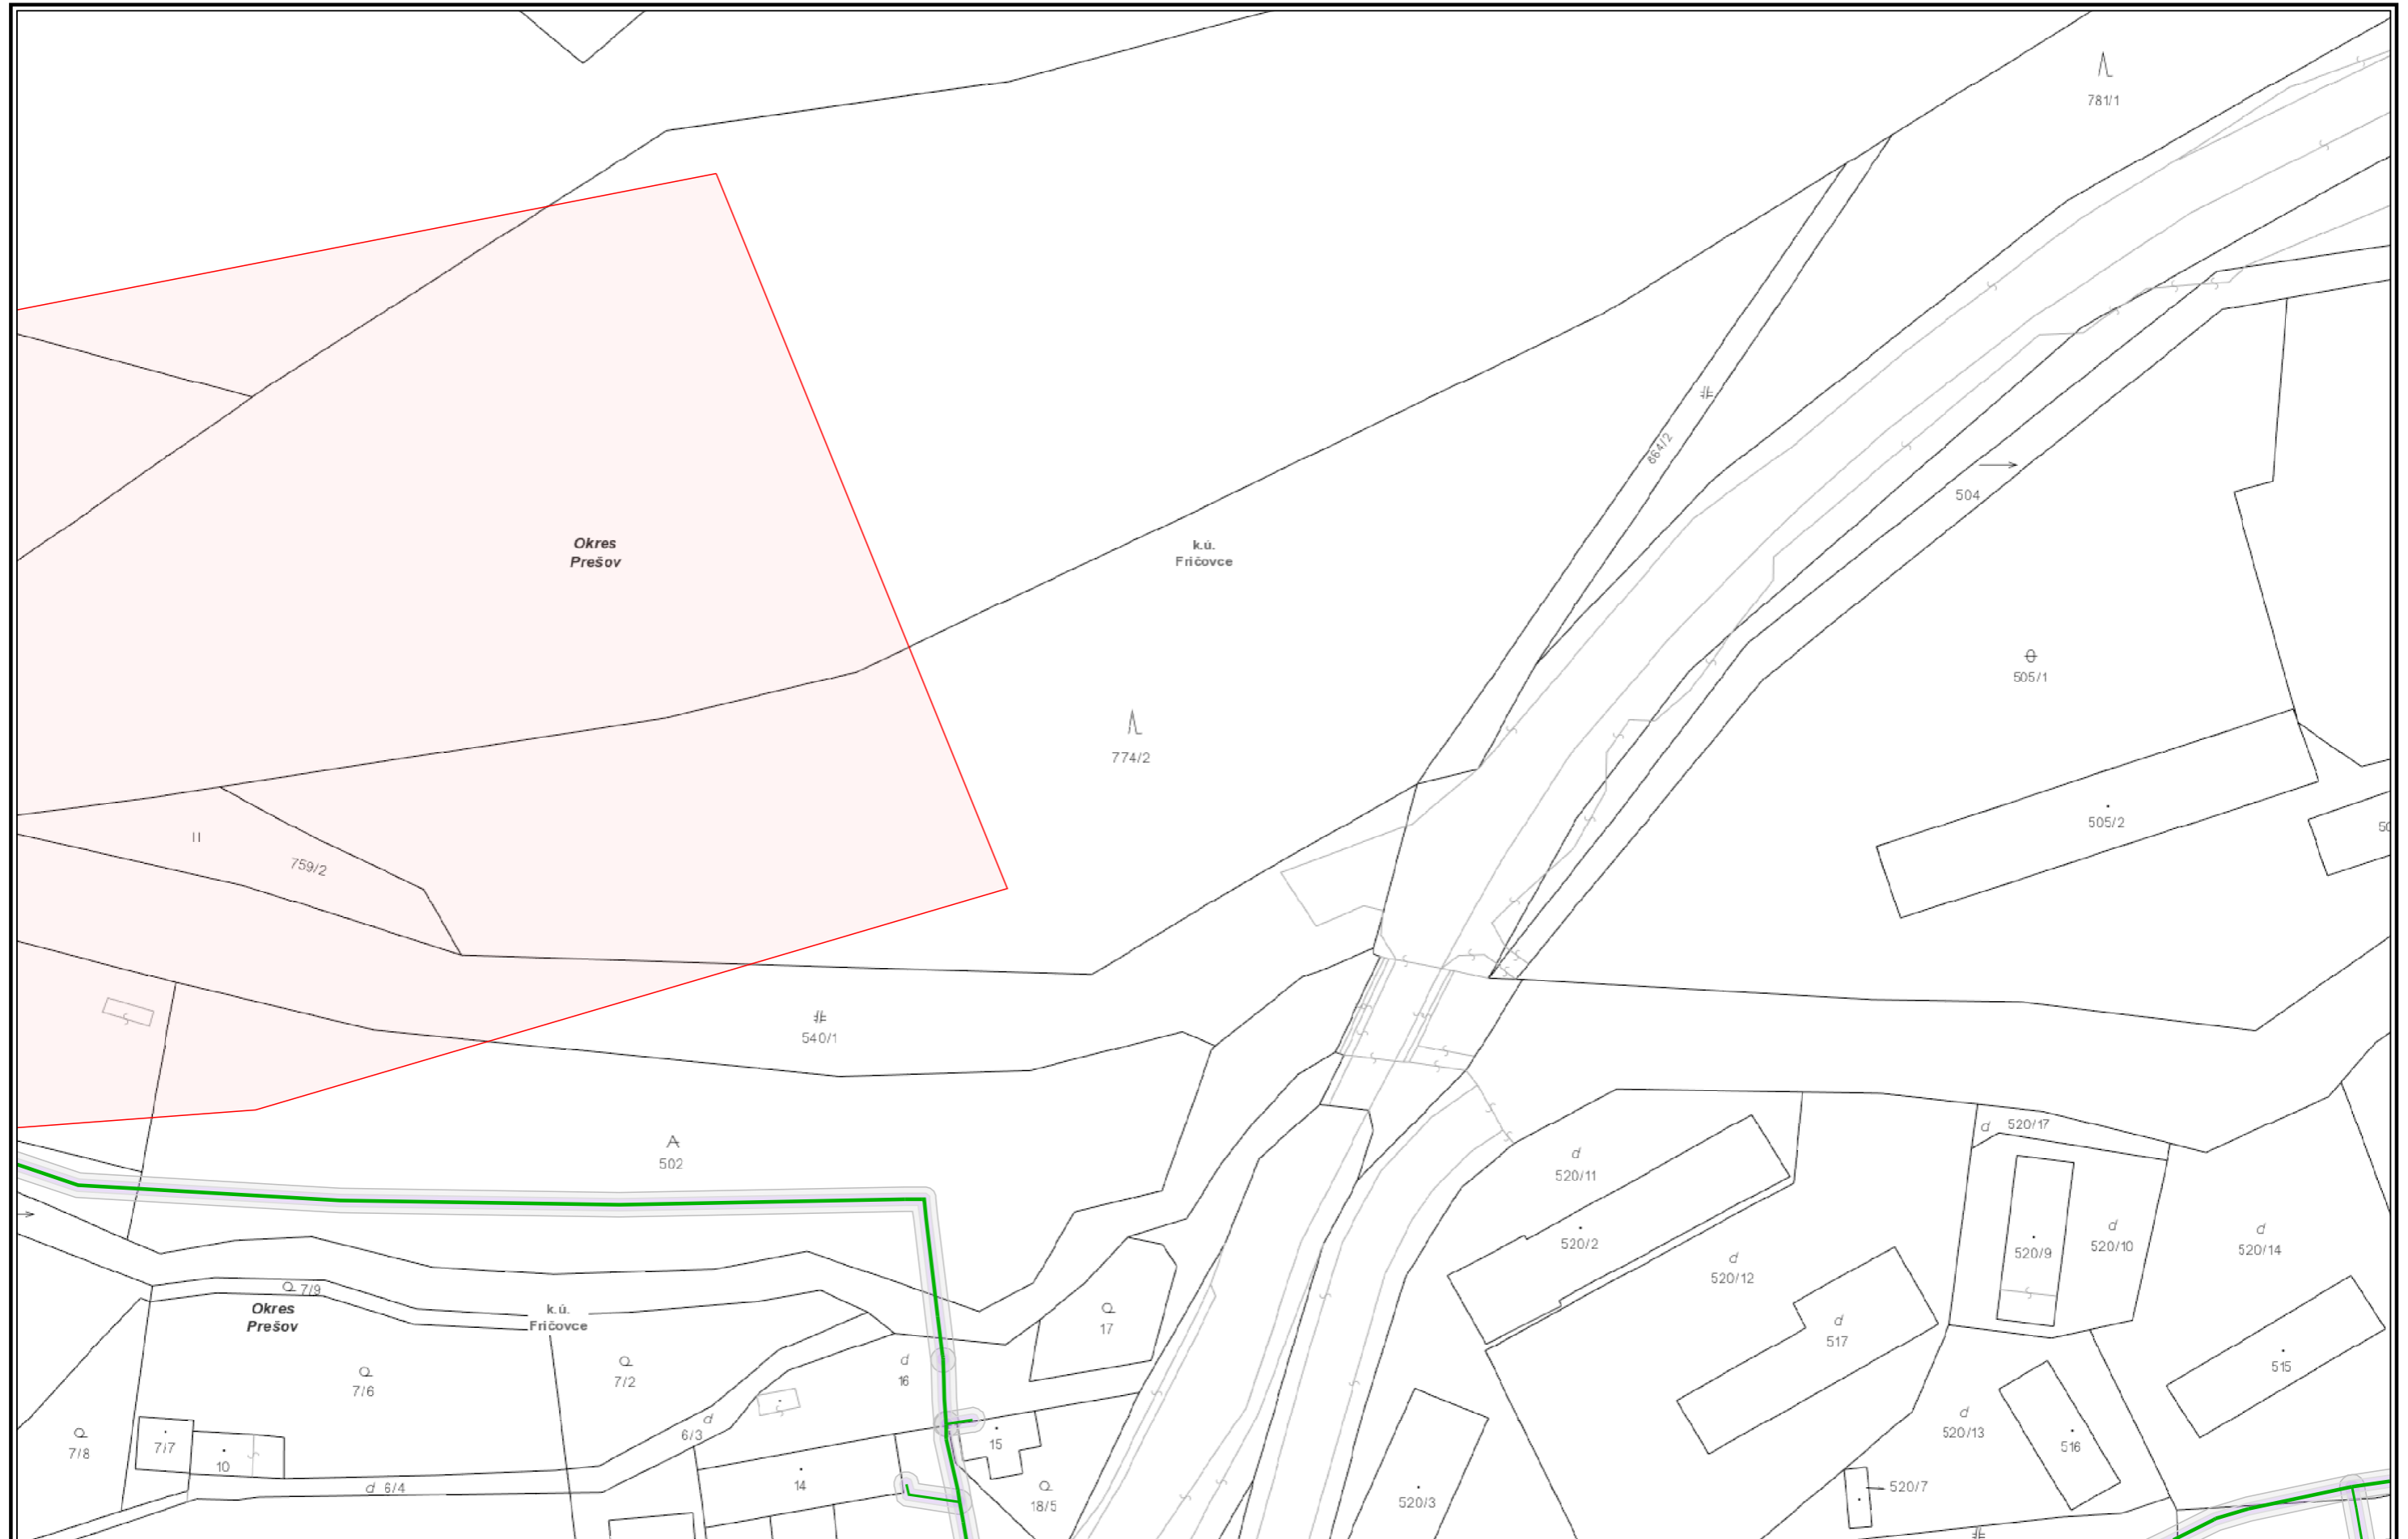 781/1
864/2
504
Okres
Prešov
k.ú.
Fričovce
505/1
774/2
505/2
759/2
540/1
A
502
d
520/17
d
520/11
520/2
d
520/12
520/9
d
520/10
d
520/14
Q 7/9
Okres
Prešov
k.ú.
Fričovce
Q
17
d
517
Q
7/6
Q
7/2
d
16
515
d
6/3
Q
7/8
7/7
10
15
d
520/13
516
d 6/4
14
Q
18/5
520/3
520/7